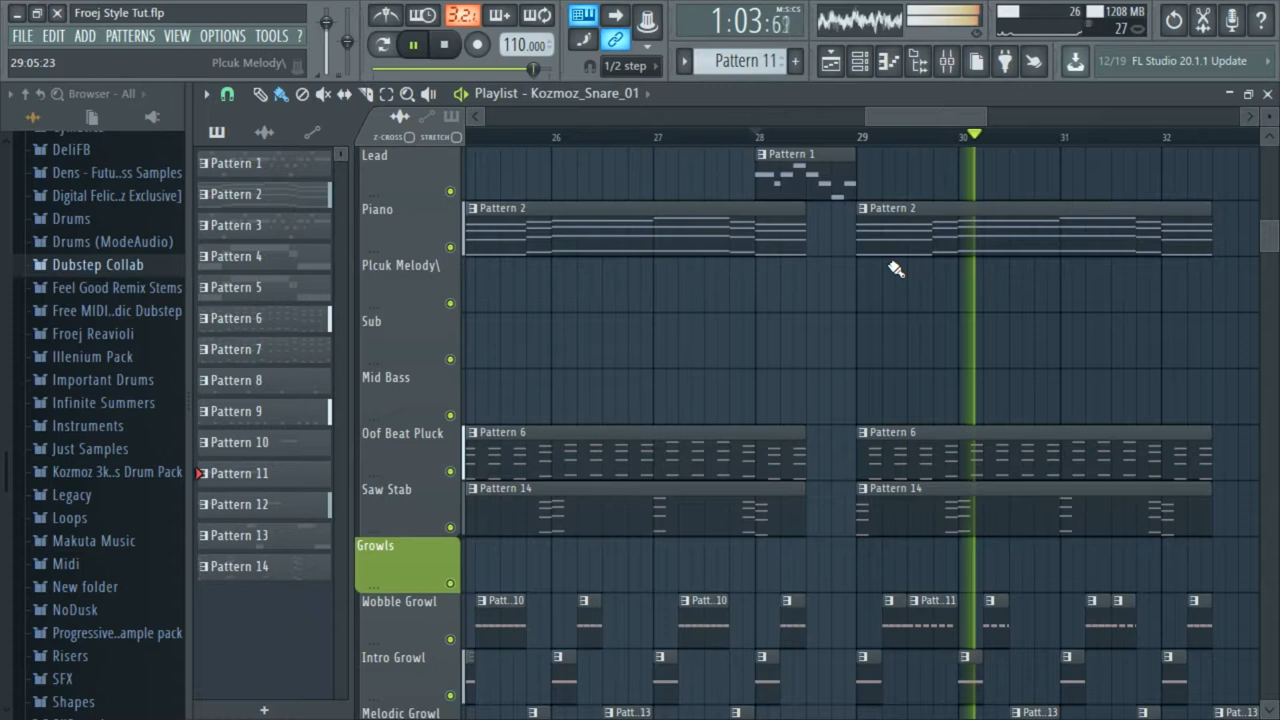 Froej Style Tut.flp
FILE EDIT ADD PATTERNS VIEW OPTIONS TOOLS ?
29:05:23 Plcuk Melody\
3.2.
110.000
1/2 step
M:S:CS
Pattern 11
26 1208 MB
27
12/19 FL Studio 20.1.1 Update
Browser - All
Playlist - Kozmoz_Snare_01
Z-CROSS STRETCH
26 27 28 29 30 31 32
DeliFB
Dens - Futu..ss Samples
Digital Felic..z Exclusive]
Drums
Drums (ModeAudio)
Dubstep Collab
Feel Good Remix Stems
Free MIDI...dic Dubstep
Froej Reavioli
Illenium Pack
Important Drums
Infinite Summers
Instruments
Just Samples
Kozmoz 3k..s Drum Pack
Legacy
Loops
Makuta Music
Midi
New folder
NoDusk
Progressive..ample pack
Risers
SFX
Shapes
Pattern 1
Pattern 2
Pattern 3
Pattern 4
Pattern 5
Pattern 6
Pattern 7
Pattern 8
Pattern 9
Pattern 10
Pattern 11
Pattern 12
Pattern 13
Pattern 14
+
Lead
Pattern 1
Piano
Pattern 2 Pattern 2
Plcuk Melody\
Sub
Mid Bass
Oof Beat Pluck
Pattern 6 Pattern 6
Saw Stab
Pattern 14 Pattern 14
Growls
Wobble Growl
Patt..10 Patt..10 Patt..11
Intro Growl
Melodic Growl
Patt..13 Patt..13 Patt..13